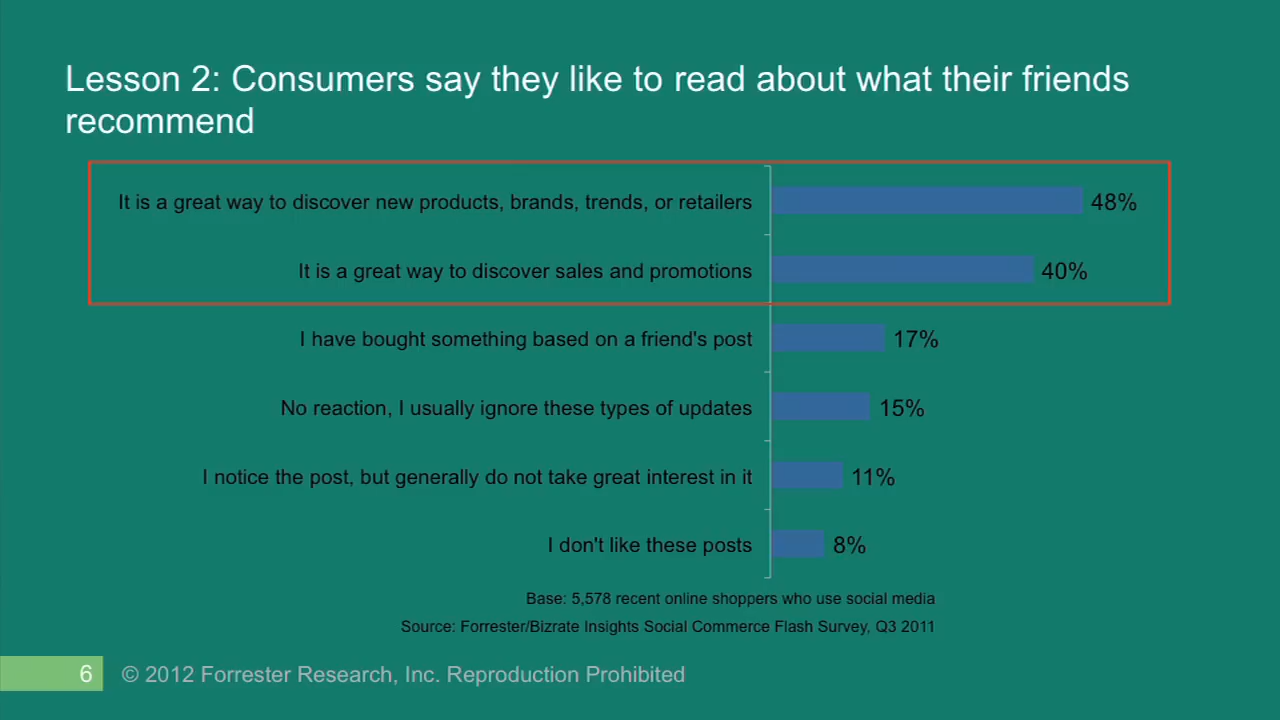 Lesson 2: Consumers say they like to read about what their friends
recommend
It is a great way to discover new products, brands, trends, or retailers 48%
It is a great way to discover sales and promotions 40%
I have bought something based on a friend's post 17%
No reaction, I usually ignore these types of updates 15%
I notice the post, but generally do not take great interest in it 11%
I don't like these posts 8%
Base: 5,578 recent online shoppers who use social media
Source: Forrester/Bizrate Insights Social Commerce Flash Survey, Q3 2011
6 © 2012 Forrester Research, Inc. Reproduction Prohibited